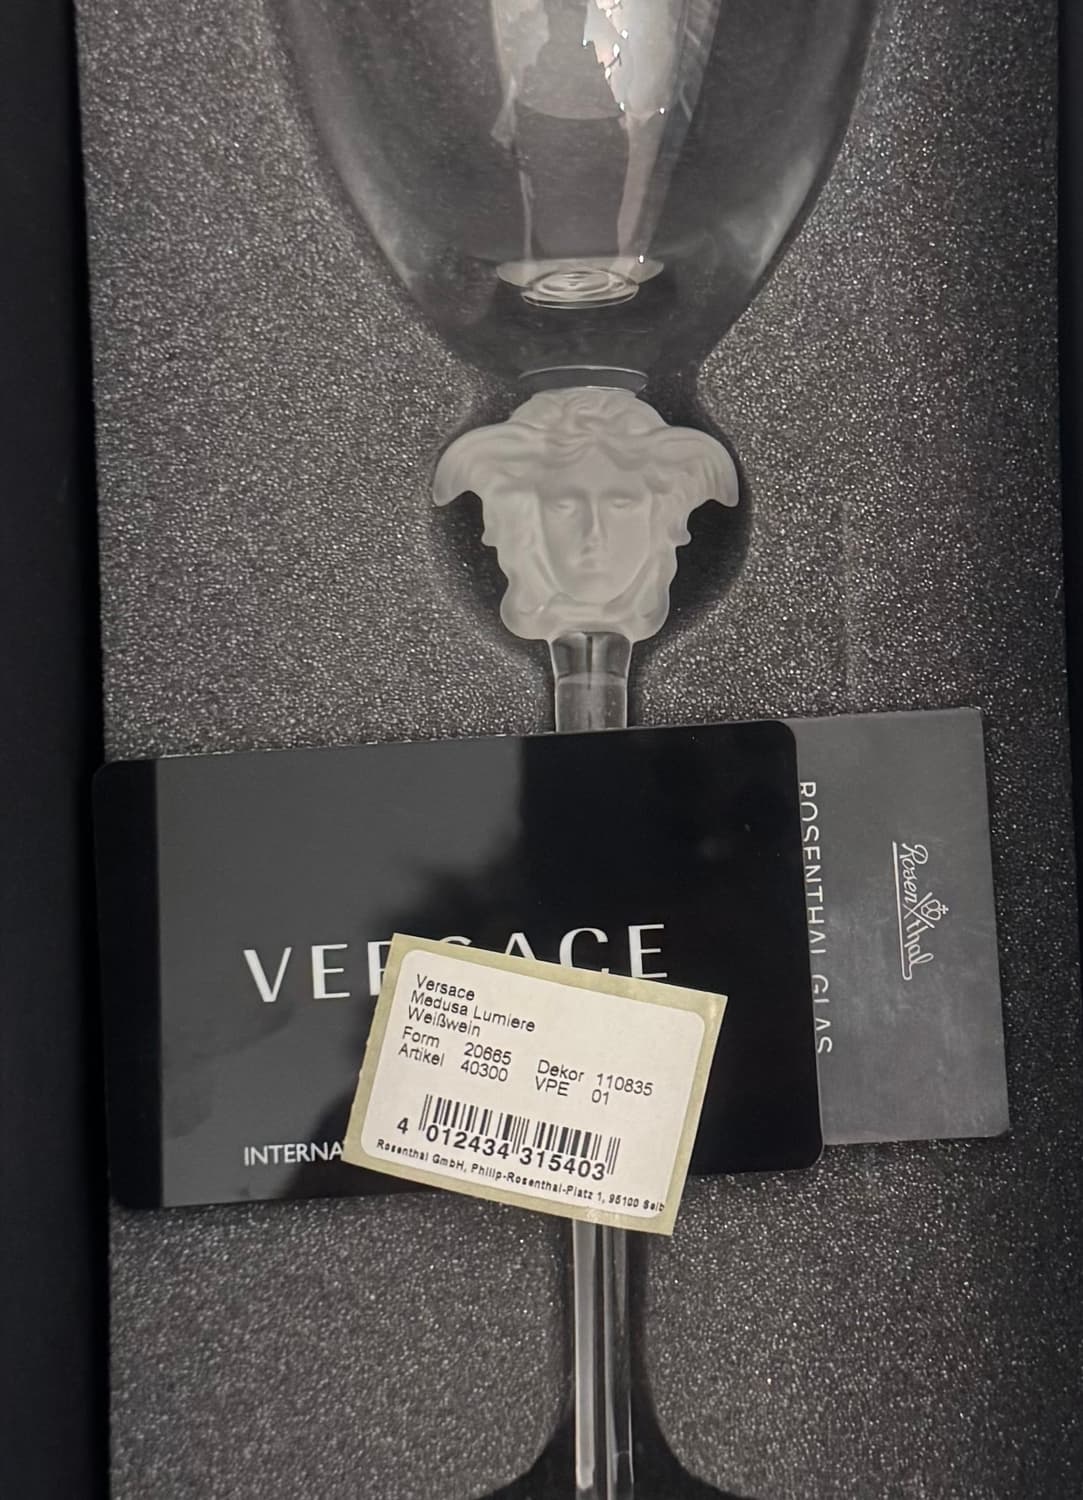 VERSACE
INTERNA
ROSENTHAL GLAS
Rosenthal
Versace
Medusa Lumiere
Weißwein
Form 20665 Dekor 110835
Artikel 40300 VPE 01
4 012434 315403
Rosenthal GmbH, Philip-Rosenthal-Platz 1, 95100 Selb